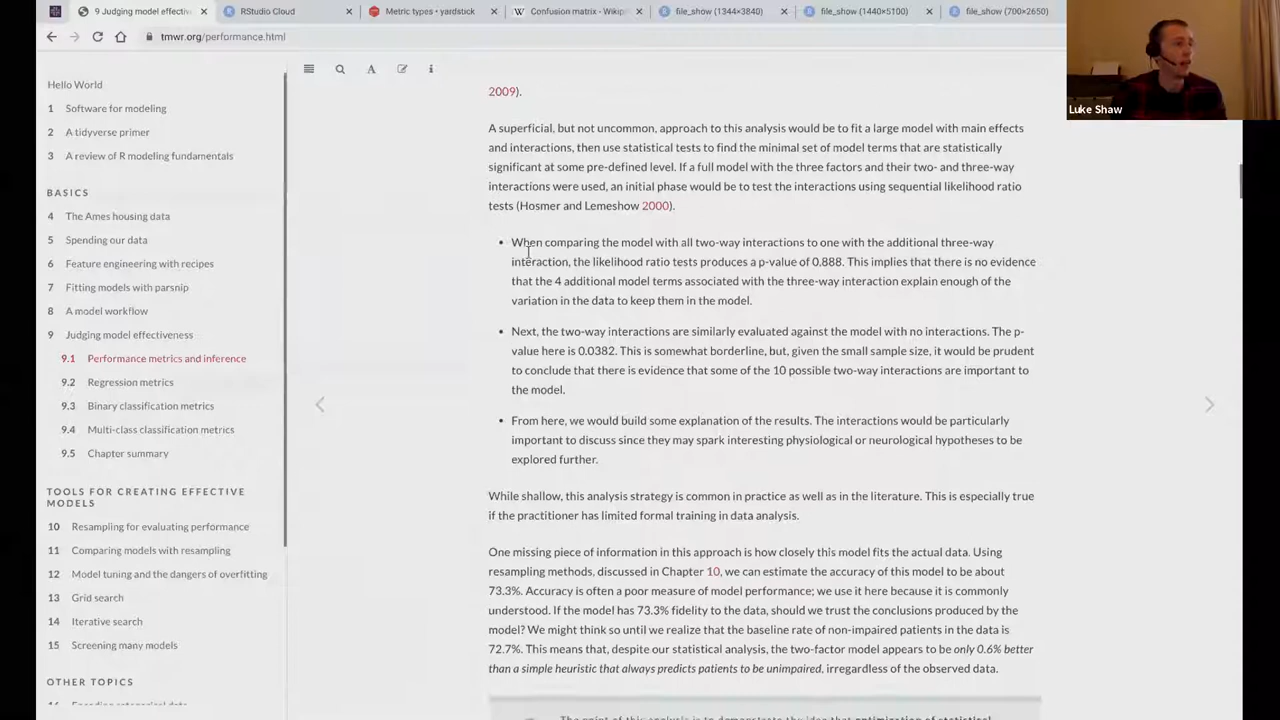 9 Judging model effectiv
RStudio Cloud
Metric types • yardstick
Confusion matrix - Wikip
file_show (1344×3840)
file_show (1440×5100)
file_show (700×2650)
tmwr.org/performance.html
Luke Shaw
Hello World
1 Software for modeling
2 A tidyverse primer
3 A review of R modeling fundamentals
BASICS
4 The Ames housing data
5 Spending our data
6 Feature engineering with recipes
7 Fitting models with parsnip
8 A model workflow
9 Judging model effectiveness
9.1 Performance metrics and inference
9.2 Regression metrics
9.3 Binary classification metrics
9.4 Multi-class classification metrics
9.5 Chapter summary
TOOLS FOR CREATING EFFECTIVE
MODELS
10 Resampling for evaluating performance
11 Comparing models with resampling
12 Model tuning and the dangers of overfitting
13 Grid search
14 Iterative search
15 Screening many models
OTHER TOPICS
2009).
A superficial, but not uncommon, approach to this analysis would be to fit a large model with main effects
and interactions, then use statistical tests to find the minimal set of model terms that are statistically
significant at some pre-defined level. If a full model with the three factors and their two- and three-way
interactions were used, an initial phase would be to test the interactions using sequential likelihood ratio
tests (Hosmer and Lemeshow 2000).
• When comparing the model with all two-way interactions to one with the additional three-way
interaction, the likelihood ratio tests produces a p-value of 0.888. This implies that there is no evidence
that the 4 additional model terms associated with the three-way interaction explain enough of the
variation in the data to keep them in the model.
• Next, the two-way interactions are similarly evaluated against the model with no interactions. The p-
value here is 0.0382. This is somewhat borderline, but, given the small sample size, it would be prudent
to conclude that there is evidence that some of the 10 possible two-way interactions are important to
the model.
• From here, we would build some explanation of the results. The interactions would be particularly
important to discuss since they may spark interesting physiological or neurological hypotheses to be
explored further.
While shallow, this analysis strategy is common in practice as well as in the literature. This is especially true
if the practitioner has limited formal training in data analysis.
One missing piece of information in this approach is how closely this model fits the actual data. Using
resampling methods, discussed in Chapter 10, we can estimate the accuracy of this model to be about
73.3%. Accuracy is often a poor measure of model performance; we use it here because it is commonly
understood. If the model has 73.3% fidelity to the data, should we trust the conclusions produced by the
model? We might think so until we realize that the baseline rate of non-impaired patients in the data is
72.7%. This means that, despite our statistical analysis, the two-factor model appears to be only 0.6% better
than a simple heuristic that always predicts patients to be unimpaired, irregardless of the observed data.
The point of this analysis is to demonstrate the idea that optimization of statistical